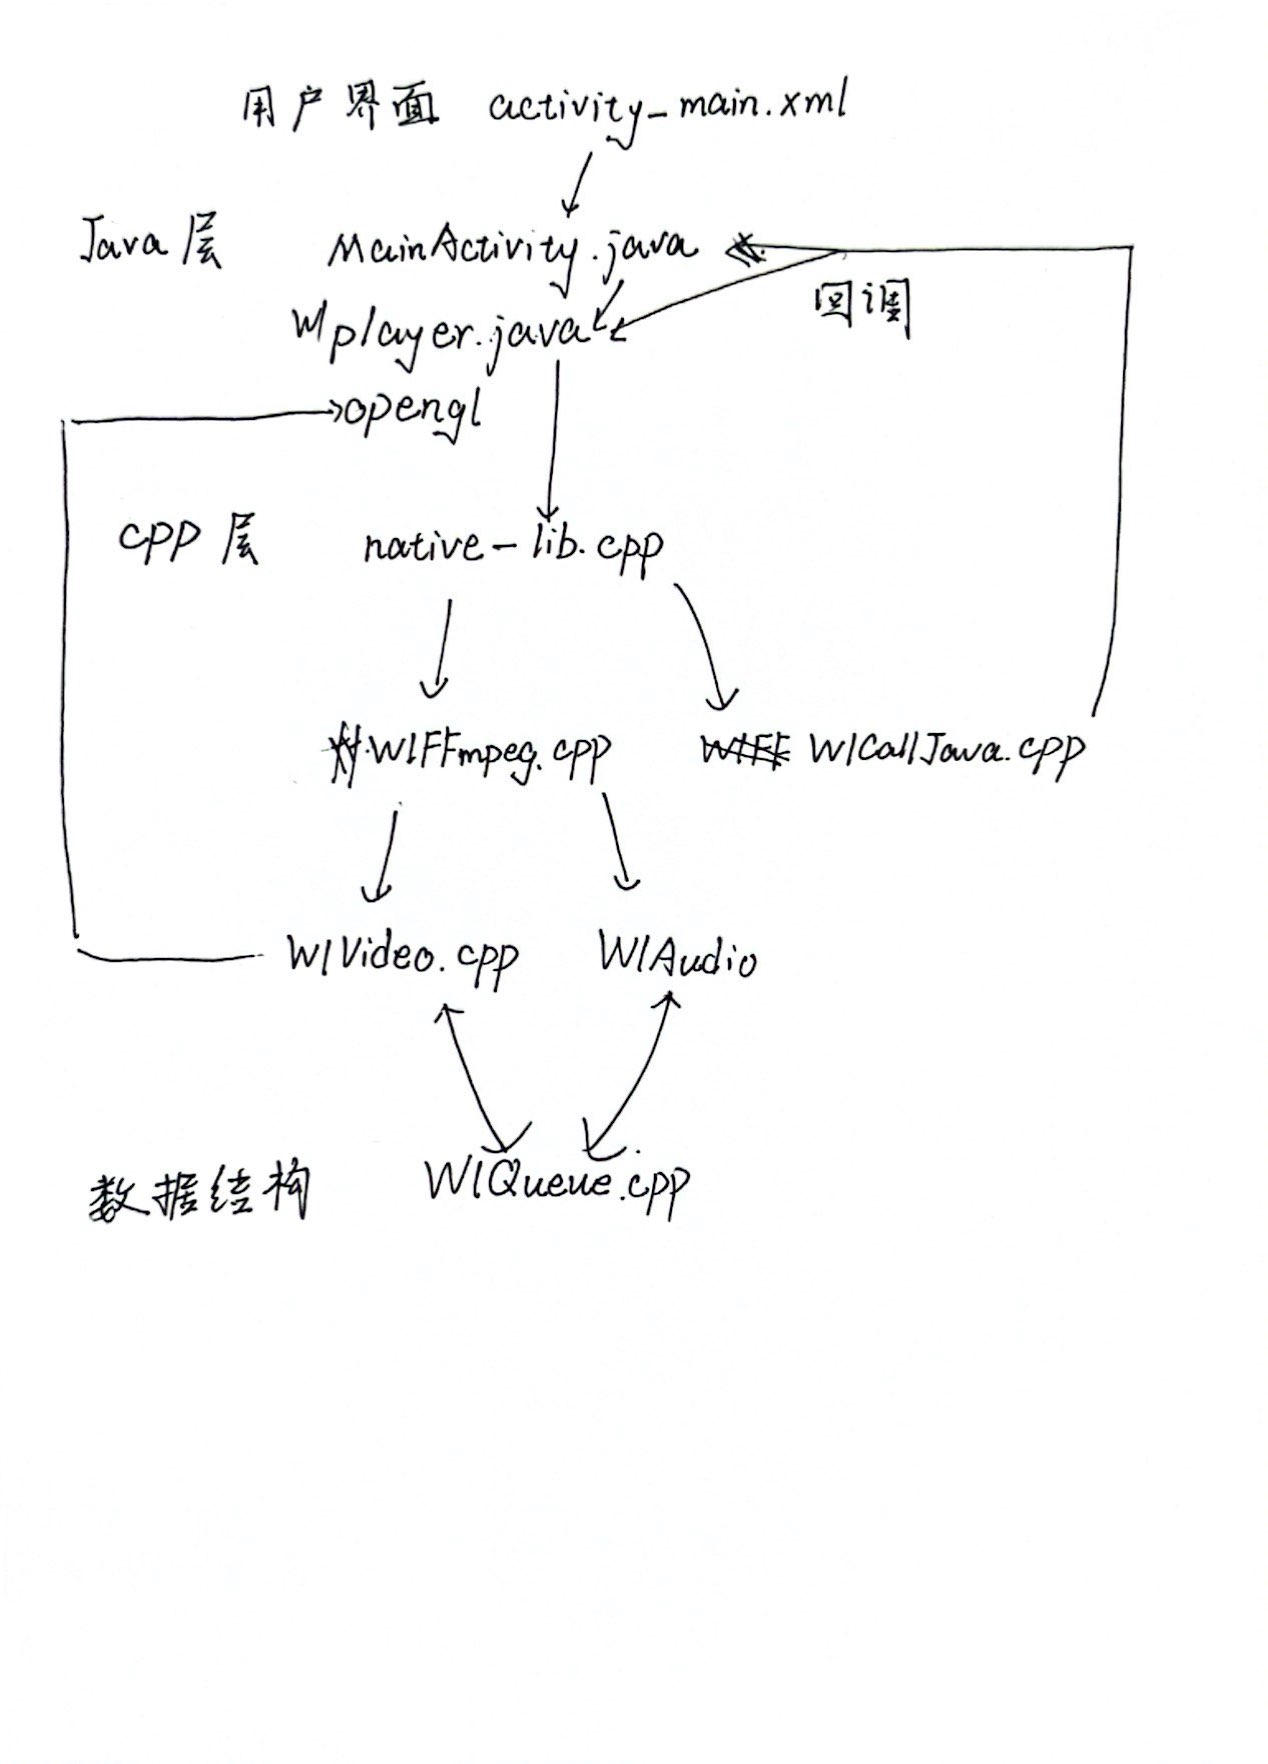 用户界面 activity_main.xml
Java层 MainActivity.java
回调
Wlplayer.java
opengl
cpp层 native-lib.cpp
WlFFmpeg.cpp WlCallJava.cpp
WlVideo.cpp WlAudio
数据结构 WlQueue.cpp